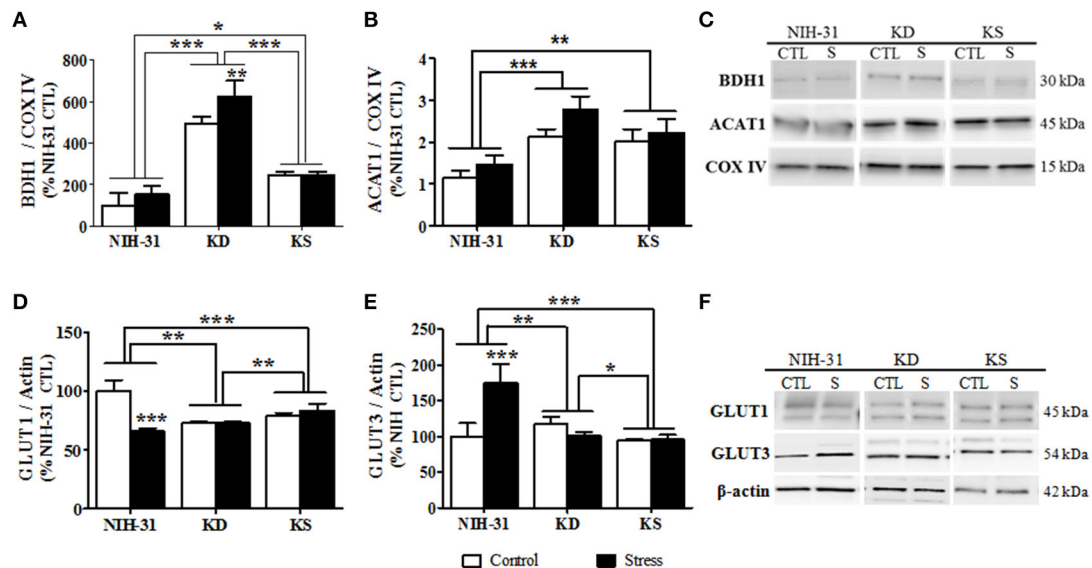 A
BDH1 / COX IV
(% NIH-31 CTL)
800
600
400
200
0
*
***
***
**
NIH-31 KD KS
B
ACAT1 / COX IV
(% NIH-31 CTL)
4
3
2
1
0
**
***
NIH-31 KD KS
C
NIH-31 KD KS
CTL S CTL S CTL S
BDH1 30 kDa
ACAT1 45 kDa
COX IV 15 kDa
D
GLUT1 / Actin
(% NIH-31 CTL)
150
100
75
50
25
0
***
**
**
***
NIH-31 KD KS
E
GLUT3 / Actin
(% NIH CTL)
250
200
150
100
50
0
***
**
***
*
NIH-31 KD KS
F
NIH-31 KD KS
CTL S CTL S CTL S
GLUT1 45 kDa
GLUT3 54 kDa
β-actin 42 kDa
Control Stress